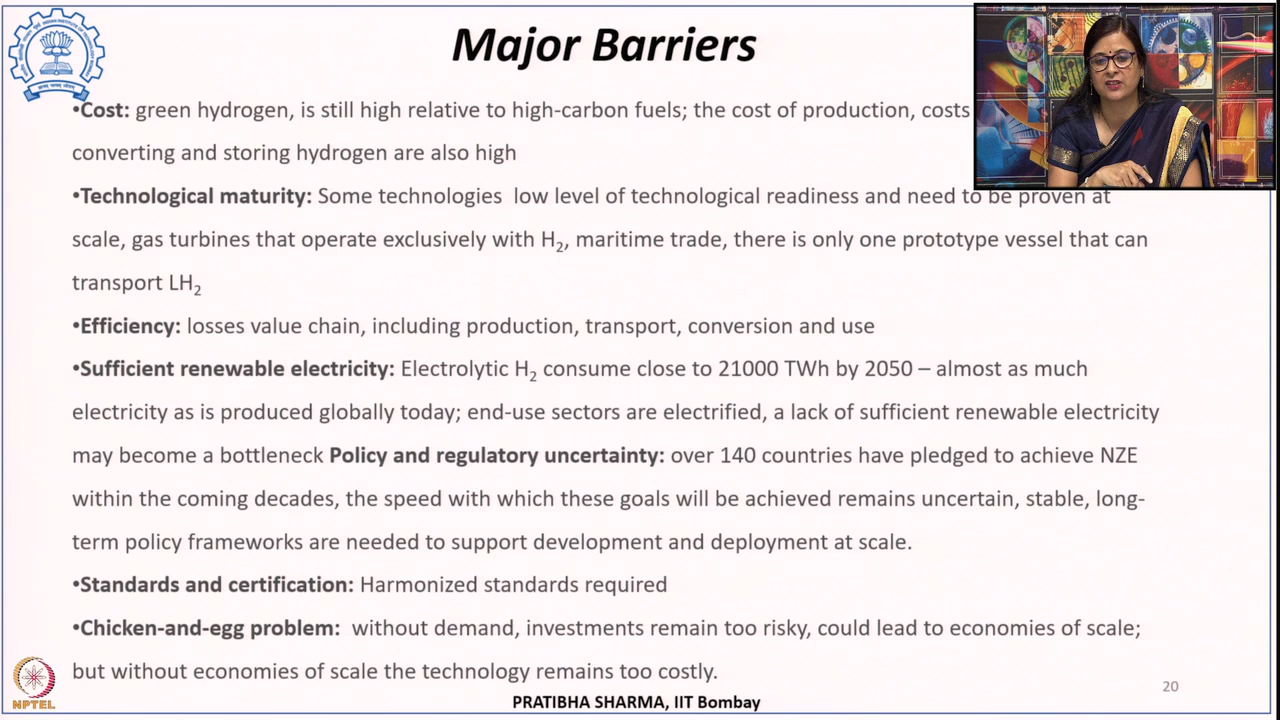 Major Barriers
•Cost: green hydrogen, is still high relative to high-carbon fuels; the cost of production, costs
converting and storing hydrogen are also high
•Technological maturity: Some technologies low level of technological readiness and need to be proven at
scale, gas turbines that operate exclusively with H₂, maritime trade, there is only one prototype vessel that can
transport LH₂
•Efficiency: losses value chain, including production, transport, conversion and use
•Sufficient renewable electricity: Electrolytic H₂ consume close to 21000 TWh by 2050 – almost as much
electricity as is produced globally today; end-use sectors are electrified, a lack of sufficient renewable electricity
may become a bottleneck Policy and regulatory uncertainty: over 140 countries have pledged to achieve NZE
within the coming decades, the speed with which these goals will be achieved remains uncertain, stable, long-
term policy frameworks are needed to support development and deployment at scale.
•Standards and certification: Harmonized standards required
•Chicken-and-egg problem: without demand, investments remain too risky, could lead to economies of scale;
but without economies of scale the technology remains too costly.
NPTEL
PRATIBHA SHARMA, IIT Bombay
20